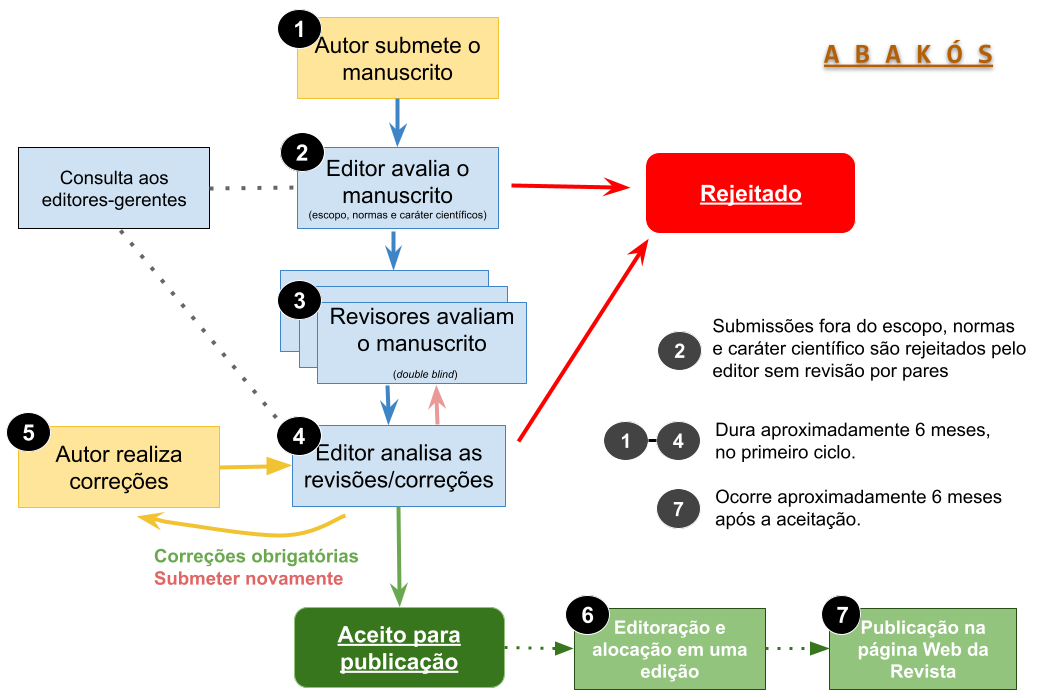 1
Autor submete o
manuscrito
A B A K Ó S
2
Editor avalia o
manuscrito
(escopo, normas e caráter científicos)
Consulta aos
editores-gerentes
Rejeitado
3
Revisores avaliam
o manuscrito
(double blind)
2
Submissões fora do escopo, normas
e caráter científico são rejeitados pelo
editor sem revisão por pares
5
Autor realiza
correções
4
Editor analisa as
revisões/correções
1
4
Dura aproximadamente 6 meses,
no primeiro ciclo.
7
Ocorre aproximadamente 6 meses
após a aceitação.
Correções obrigatórias
Submeter novamente
Aceito para
publicação
6
Editoração e
alocação em uma
edição
7
Publicação na
página Web da
Revista